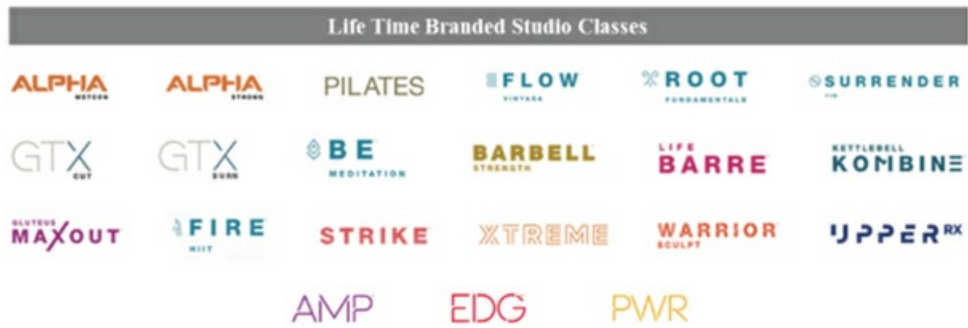 Life Time Branded Studio Classes
ALPHA
METCON
ALPHA
STRONG
PILATES
FLOW
VINYASA
ROOT
FUNDAMENTALS
SURRENDER
YIN
GTX
CUT
GTX
BURN
BE
MEDITATION
BARBELL
STRENGTH
LIFE
BARRE
KETTLEBELL
KOMBINE
GLUTEUS
MAXOUT
FIRE
HIIT
STRIKE
XTREME
WARRIOR
SCULPT
UPPER RX
AMP
EDG
PWR